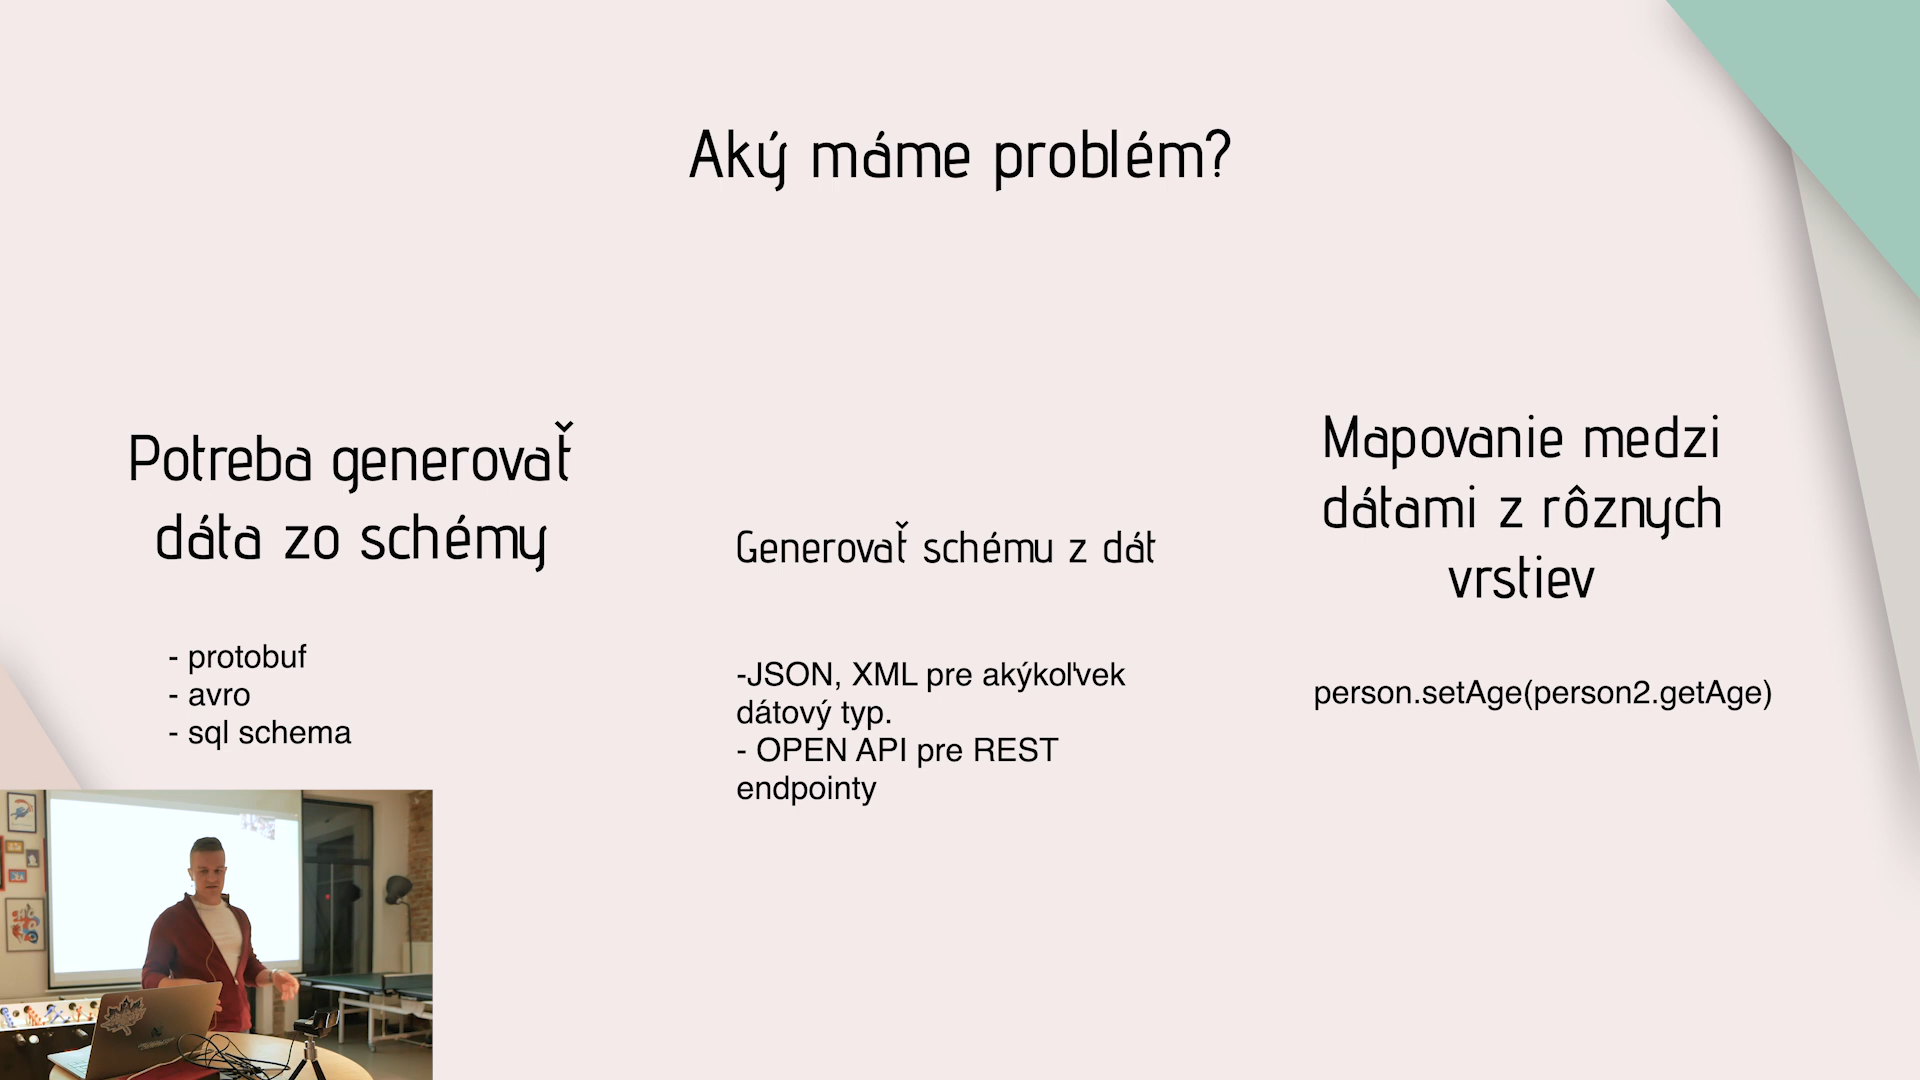 Aký máme problém?
Potreba generovať
dáta zo schémy
- protobuf
- avro
- sql schema
Generovať schému z dát
-JSON, XML pre akýkoľvek
dátový typ.
- OPEN API pre REST
endpointy
Mapovanie medzi
dátami z rôznych
vrstiev
person.setAge(person2.getAge)